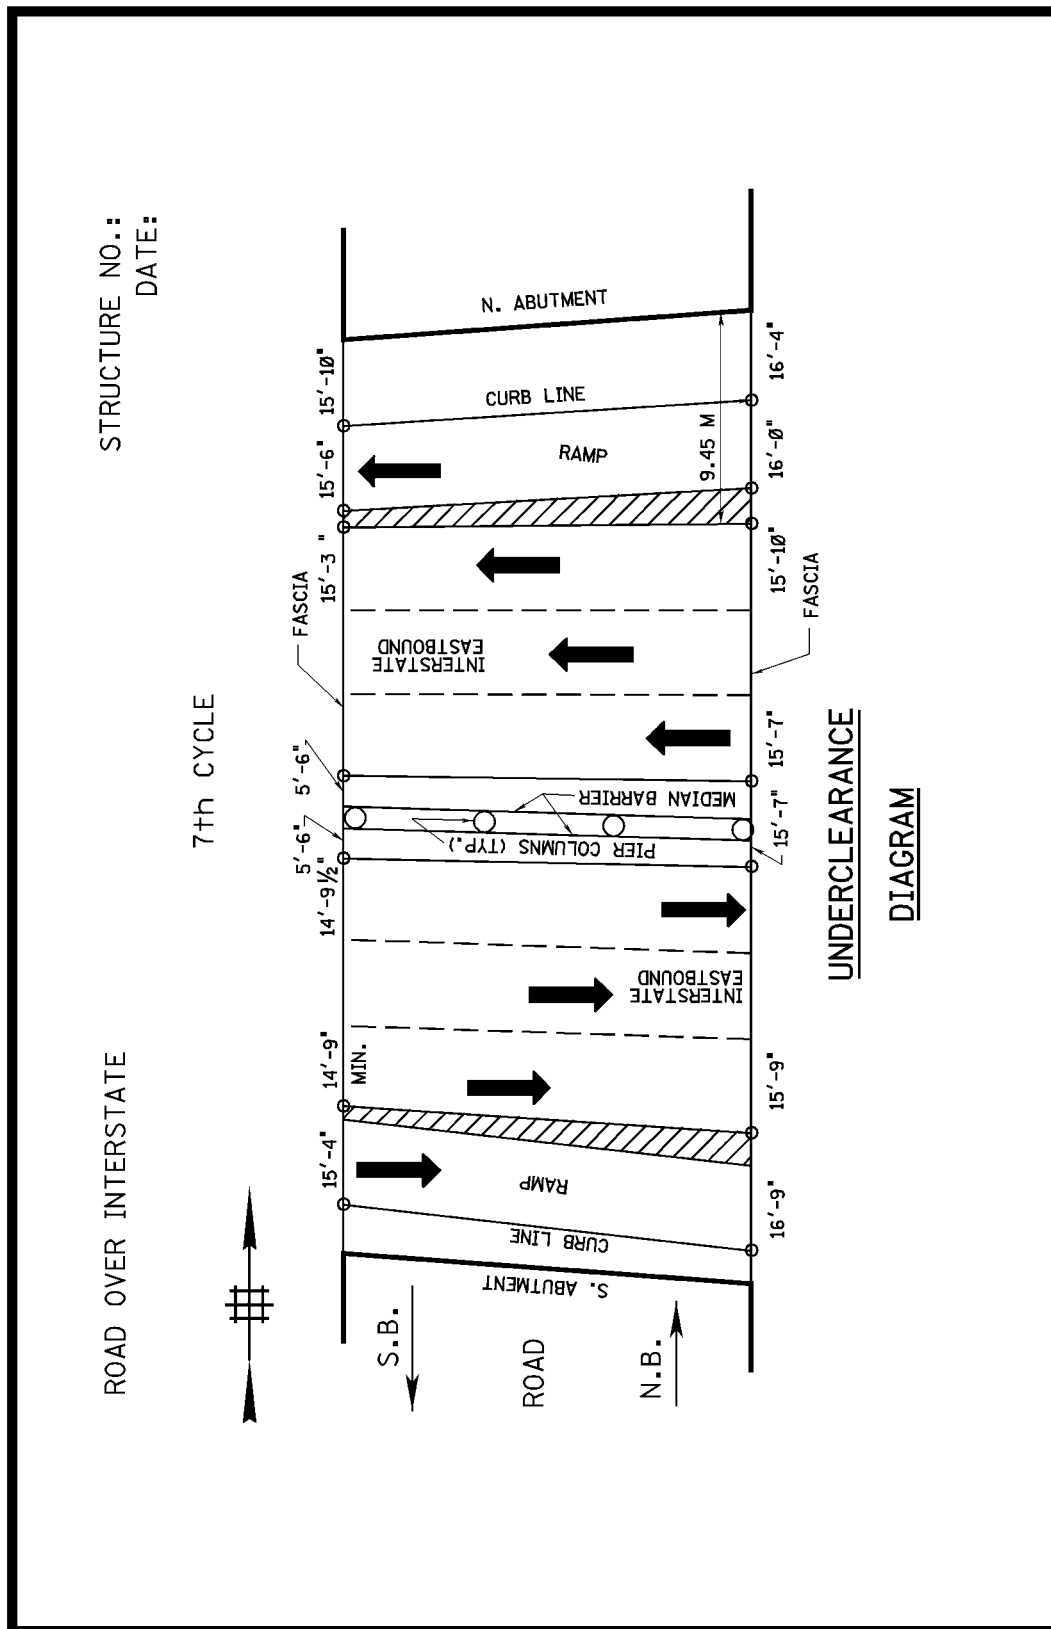 STRUCTURE NO.:
DATE:
ROAD OVER INTERSTATE
7th CYCLE
S.B.
ROAD
N.B.
15'-4"
14'-9"
MIN.
14'-9½"
5'-6"
5'-6"
FASCIA
15'-3 "
15'-6"
15'-10"
S. ABUTMENT
CURB LINE
RAMP
INTERSTATE
EASTBOUND
PIER COLUMNS (TYP.)
MEDIAN BARRIER
INTERSTATE
EASTBOUND
RAMP
CURB LINE
N. ABUTMENT
9.45 M
16'-9"
15'-9"
15'-7"
15'-7"
FASCIA
15'-10"
16'-0"
16'-4"
UNDERCLEARANCE
DIAGRAM